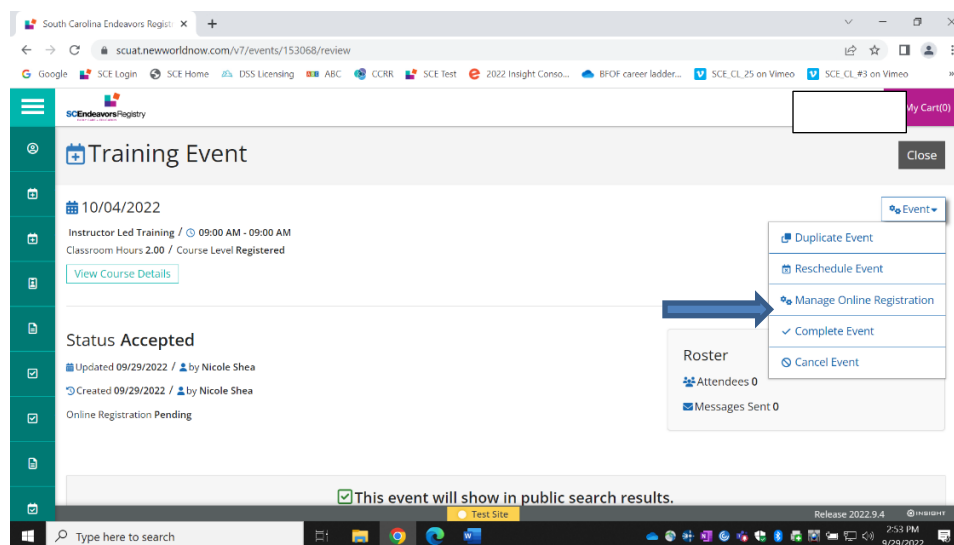 South Carolina Endeavors Regist
scuat.newworldnow.com/v7/events/153068/review
Google SCE Login SCE Home DSS Licensing ABC CCRR SCE Test 2022 Insight Conso... BFOF career ladder... SCE_CL_25 on Vimeo SCE_CL_#3 on Vimeo »
SCEndeavorsRegistry
My Cart(0)
Training Event
Close
10/04/2022
Event
Instructor Led Training / 09:00 AM - 09:00 AM
Classroom Hours 2.00 / Course Level Registered
View Course Details
Duplicate Event
Reschedule Event
Manage Online Registration
Complete Event
Cancel Event
Status Accepted
Updated 09/29/2022 / by Nicole Shea
Created 09/29/2022 / by Nicole Shea
Online Registration Pending
Roster
Attendees 0
Messages Sent 0
This event will show in public search results.
Test Site
Release 2022.9.4
INSIGHT
Type here to search
2:53 PM
9/29/2022